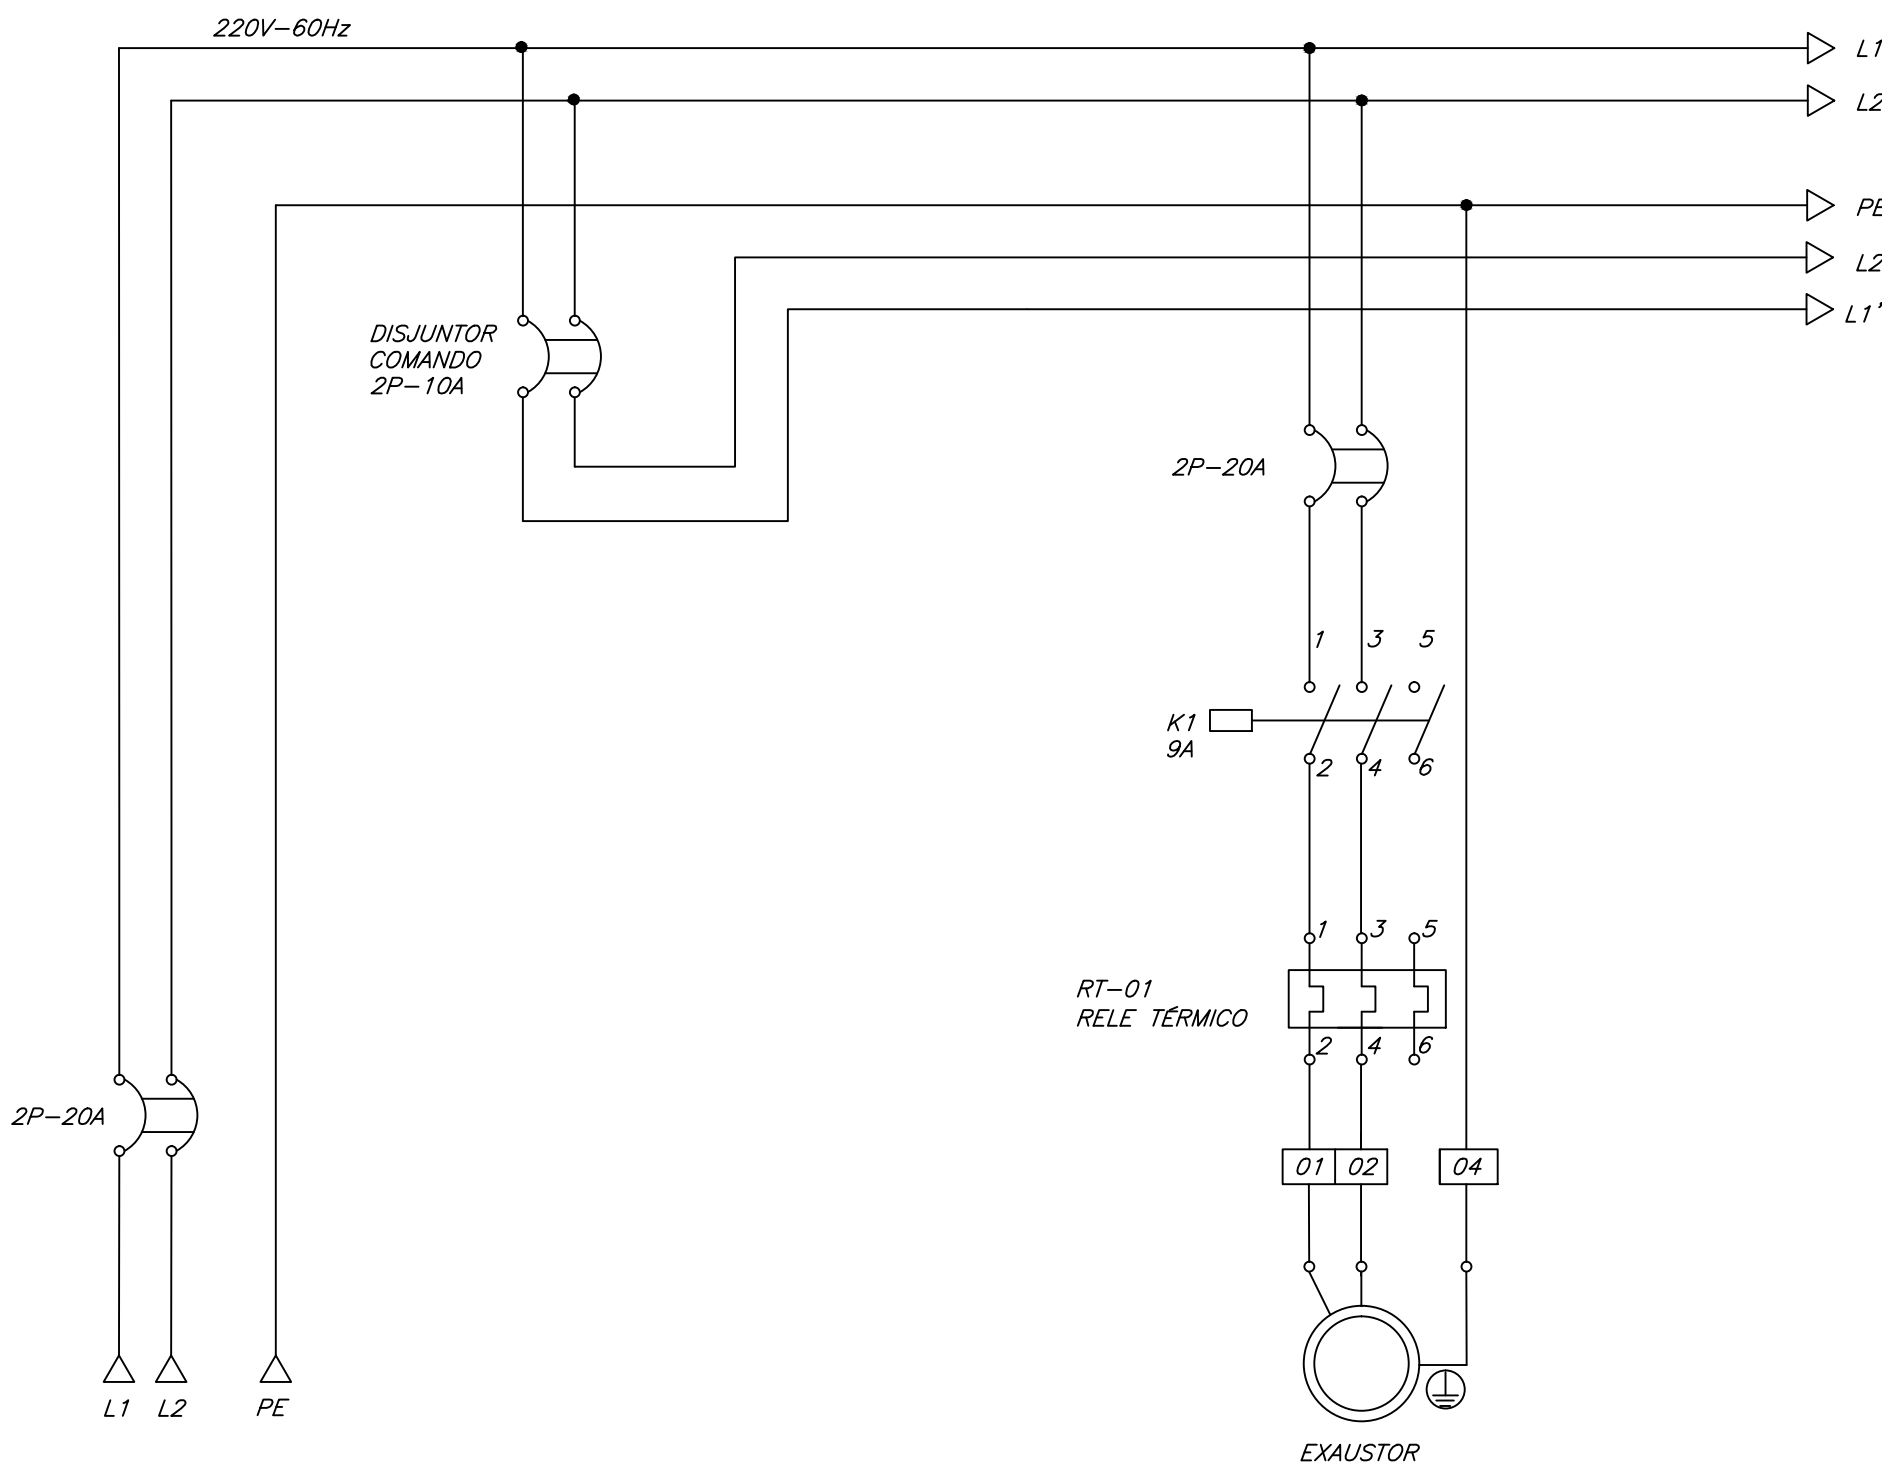 220V-60Hz
L1
L2
PE
L2
L1'
DISJUNTOR
COMANDO
2P-10A
2P-20A
1 3 5
K1
9A
2 4 6
1 3 5
RT-01
RELE TÉRMICO
2 4 6
2P-20A
01 02 04
L1 L2 PE
EXAUSTOR